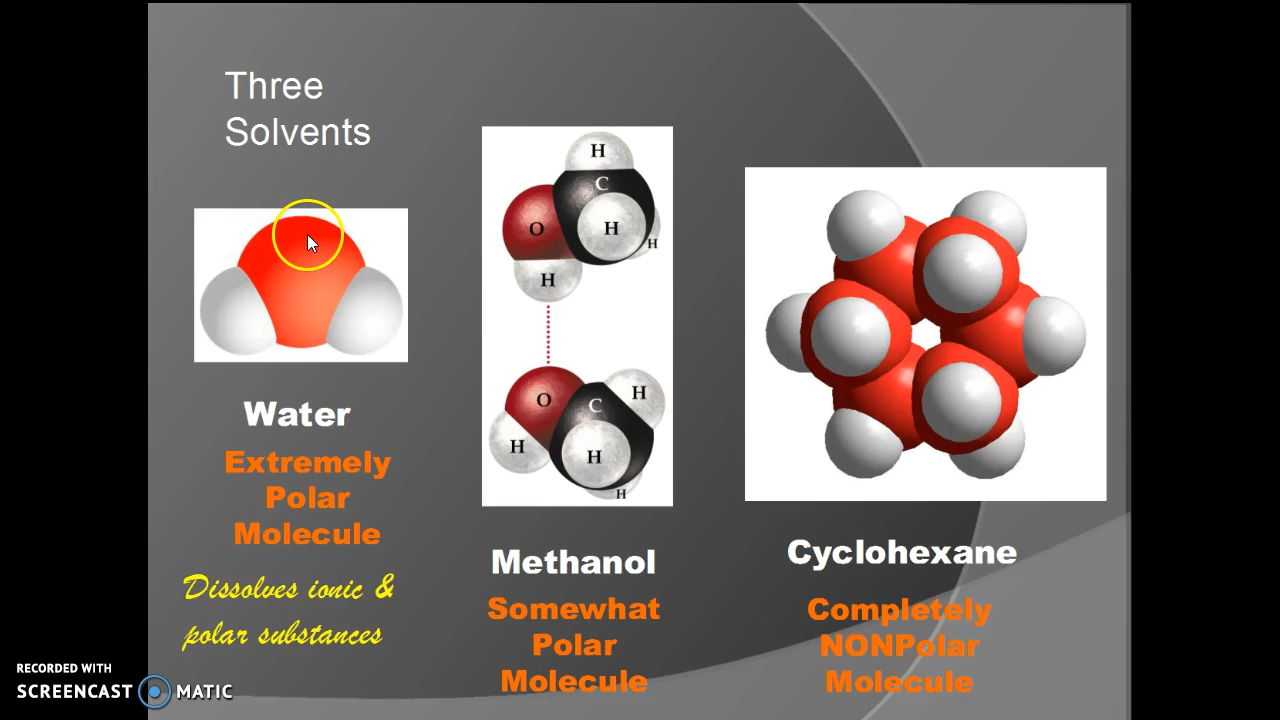 Three
Solvents
Water
Extremely
Polar
Molecule
Dissolves ionic &
polar substances
H
C
O
H
H
H
O
C
H
H
H
H
Methanol
Somewhat
Polar
Molecule
Cyclohexane
Completely
NONPolar
Molecule
RECORDED WITH
SCREENCAST MATIC